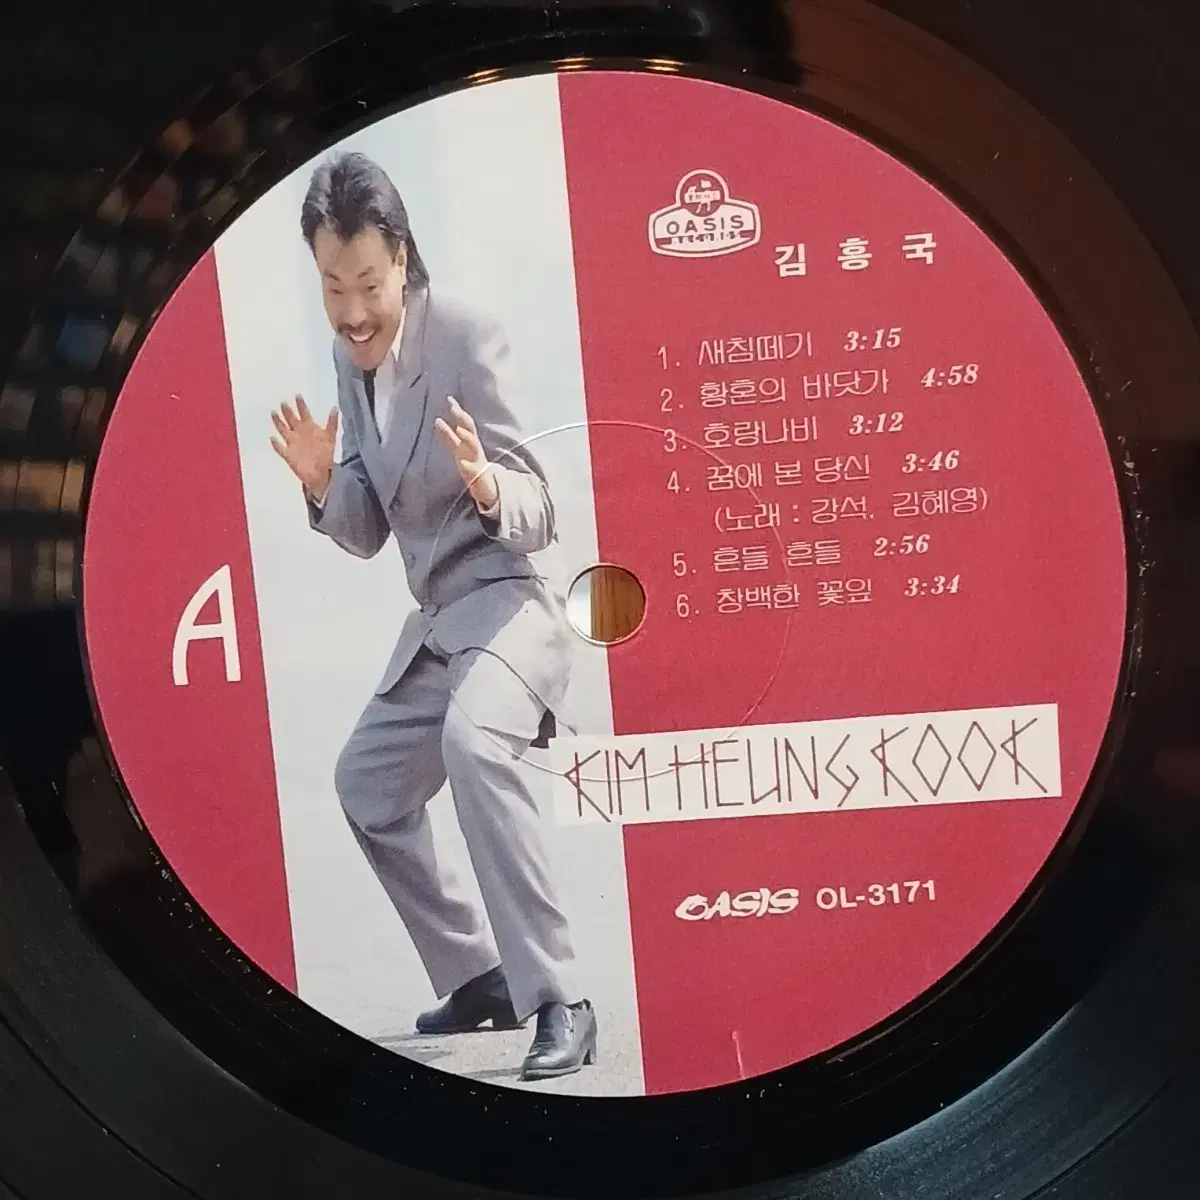 OASIS
RECORDS
김흥국
1. 새침떼기 3:15
2. 황혼의 바닷가 4:58
3. 호랑나비 3:12
4. 꿈에 본 당신 3:46
(노래 : 강석, 김혜영)
5. 흔들 흔들 2:56
6. 창백한 꽃잎 3:34
A
KIM HEUNG KOOK
OASIS OL-3171